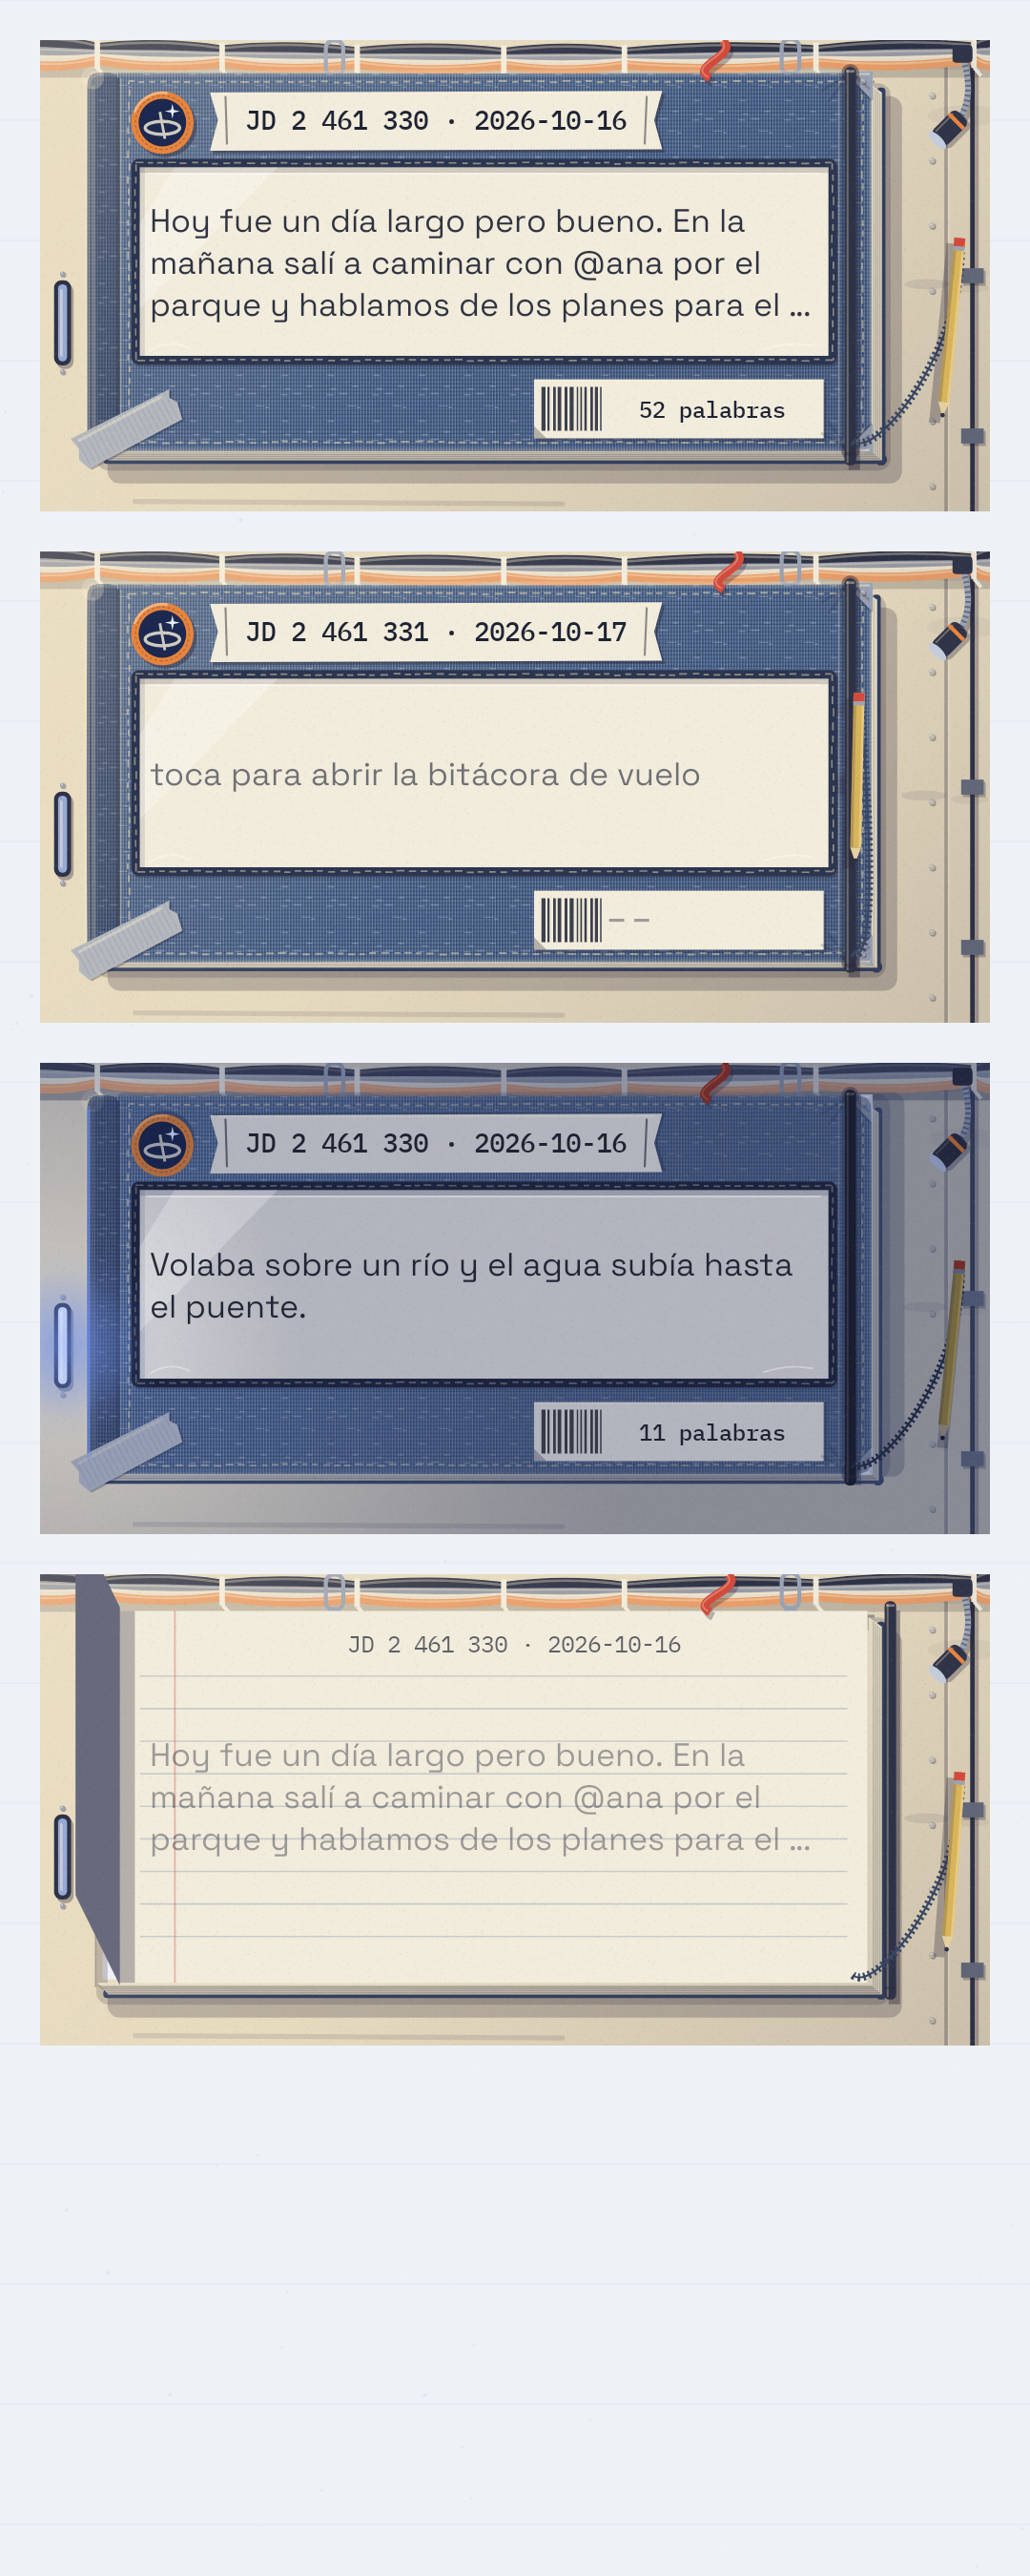 JD 2 461 330 · 2026-10-16
Hoy fue un día largo pero bueno. En la
mañana salí a caminar con @ana por el
parque y hablamos de los planes para el ...
52 palabras
JD 2 461 331 · 2026-10-17
toca para abrir la bitácora de vuelo
– –
JD 2 461 330 · 2026-10-16
Volaba sobre un río y el agua subía hasta
el puente.
11 palabras
JD 2 461 330 · 2026-10-16
Hoy fue un día largo pero bueno. En la
mañana salí a caminar con @ana por el
parque y hablamos de los planes para el ...